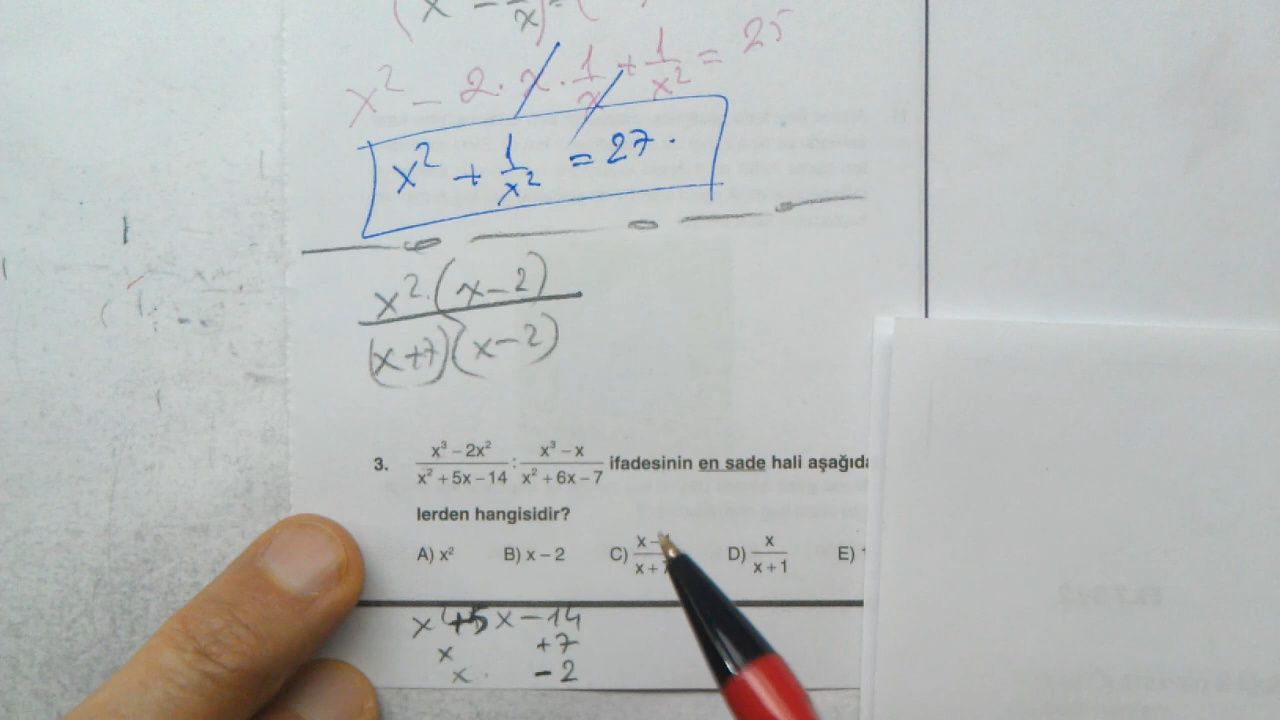 x² - 2 · x · 1/x + 1/x² = 25
x² + 1/x² = 27.
x².(x-2)
(x+7)(x-2)
3. x³ – 2x² / x² + 5x – 14 : x³ – x / x² + 6x – 7 ifadesinin en sade hali
lerden hangisidir?
A) x² B) x – 2 C) D) x / x + 1 E)
x² +5x -14
x +7
x. -2